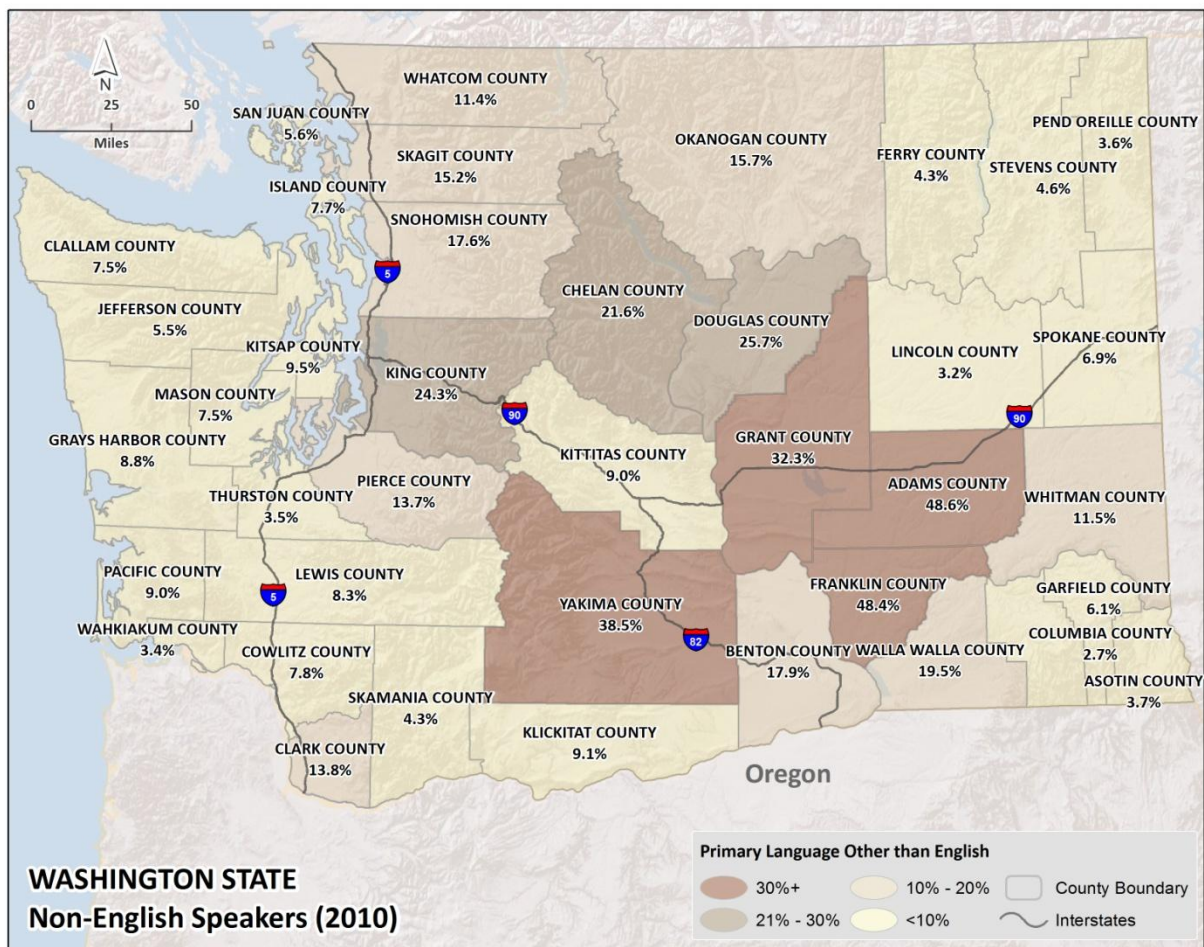 N
0 25 50
Miles
WHATCOM COUNTY
11.4%
SAN JUAN COUNTY
5.6%
OKANOGAN COUNTY
15.7%
PEND OREILLE COUNTY
3.6%
FERRY COUNTY
4.3%
STEVENS COUNTY
4.6%
SKAGIT COUNTY
15.2%
ISLAND COUNTY
7.7%
SNOHOMISH COUNTY
17.6%
CLALLAM COUNTY
7.5%
5
CHELAN COUNTY
21.6%
JEFFERSON COUNTY
5.5%
DOUGLAS COUNTY
25.7%
KITSAP COUNTY
9.5%
LINCOLN COUNTY
3.2%
SPOKANE COUNTY
6.9%
KING COUNTY
24.3%
MASON COUNTY
7.5%
90
90
GRAYS HARBOR COUNTY
8.8%
GRANT COUNTY
32.3%
KITTITAS COUNTY
9.0%
PIERCE COUNTY
13.7%
ADAMS COUNTY
48.6%
THURSTON COUNTY
3.5%
WHITMAN COUNTY
11.5%
PACIFIC COUNTY
9.0%
5
LEWIS COUNTY
8.3%
FRANKLIN COUNTY
48.4%
GARFIELD COUNTY
6.1%
YAKIMA COUNTY
38.5%
82
WAHKIAKUM COUNTY
3.4%
COLUMBIA COUNTY
2.7%
COWLITZ COUNTY
7.8%
BENTON COUNTY
17.9%
WALLA WALLA COUNTY
19.5%
ASOTIN COUNTY
3.7%
SKAMANIA COUNTY
4.3%
KLICKITAT COUNTY
9.1%
CLARK COUNTY
13.8%
Oregon
WASHINGTON STATE
Non-English Speakers (2010)
Primary Language Other than English
30%+ 10% - 20% County Boundary
21% - 30% <10% Interstates